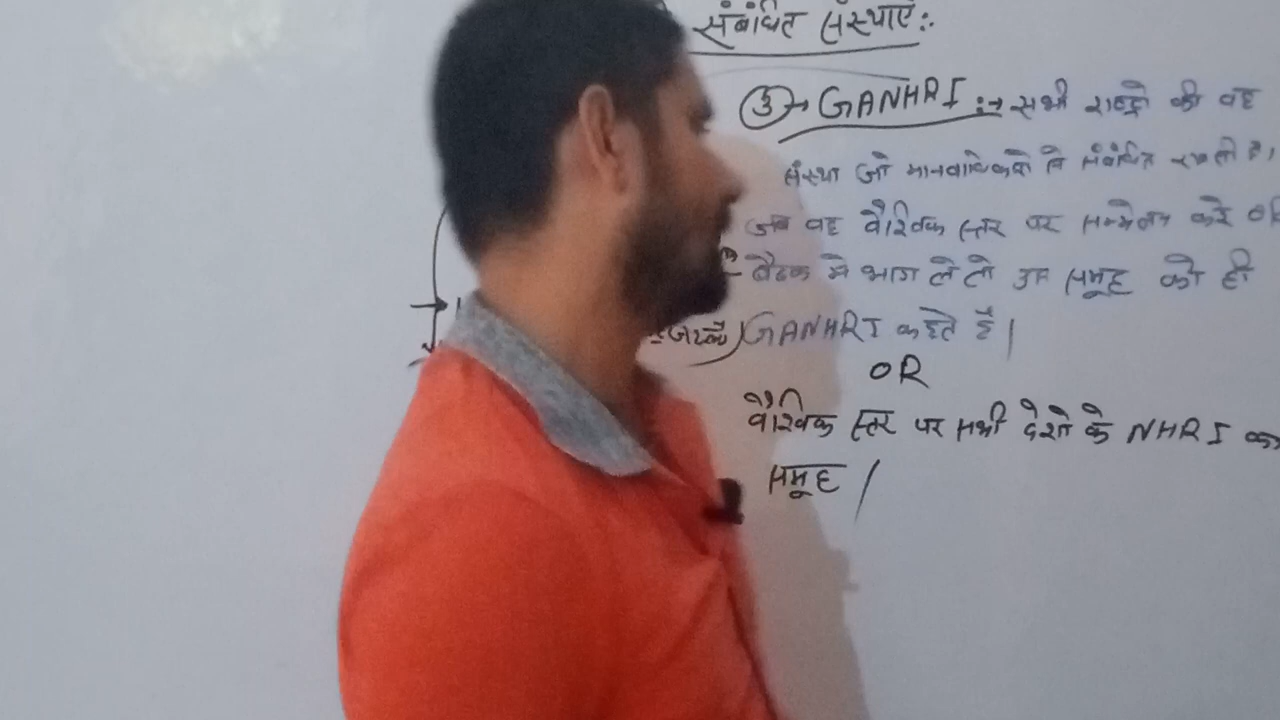 संबंधित संस्थाएं :-
③→ GANHRI :→ सभी राष्ट्रो की वह
संस्था जो मानवाधिकारो से संबंधित रखती है,
जब वह वैश्विक स्तर पर सम्मेलन करे
बैठक मे भाग ले तो उस समूह को ही
GANHRI कहते है |
OR
वैश्विक स्तर पर सभी देशो के NHRI का
समूह |